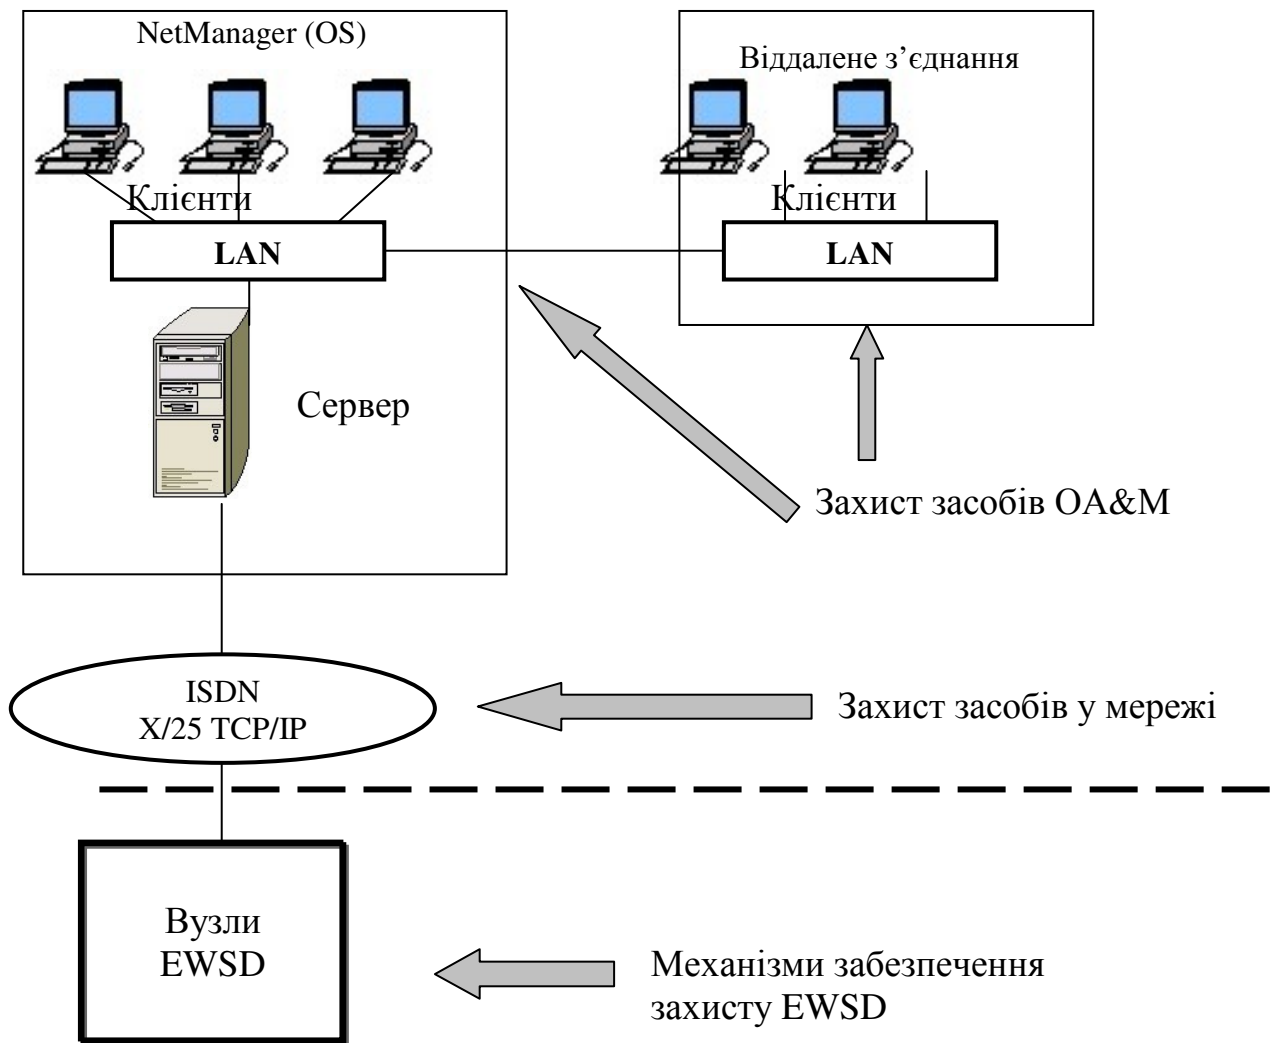 NetManager (OS)
Віддалене з’єднання
Клієнти
Клієнти
LAN
LAN
Сервер
Захист засобів OA&M
ISDN
X/25 TCP/IP
Захист засобів у мережі
Вузли
EWSD
Механізми забезпечення
захисту EWSD